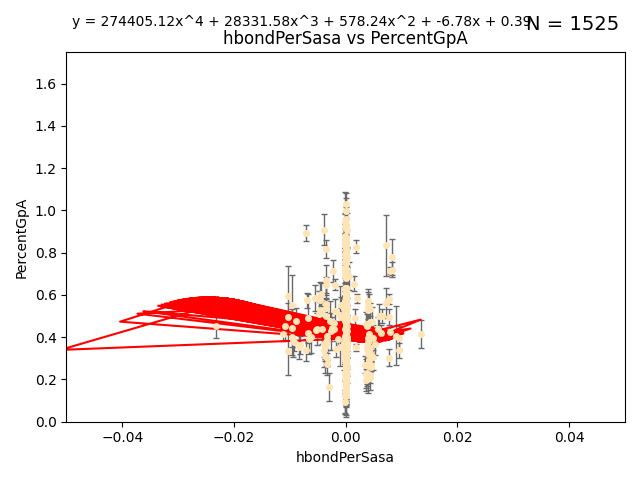 y = 274405.12x^4 + 28331.58x^3 + 578.24x^2 + -6.78x + 0.39
N = 1525
hbondPerSasa vs PercentGpA
PercentGpA
1.6
1.4
1.2
1.0
0.8
0.6
0.4
0.2
0.0
−0.04 −0.02 0.00 0.02 0.04
hbondPerSasa